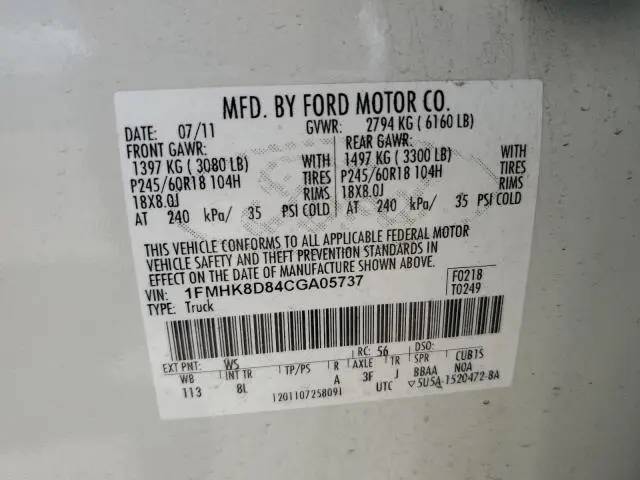 MFD. BY FORD MOTOR CO.
DATE: 07/11 GVWR: 2794 KG ( 6160 LB)
FRONT GAWR: REAR GAWR:
1397 KG ( 3080 LB) WITH 1497 KG ( 3300 LB) WITH
P245/60R18 104H TIRES P245/60R18 104H TIRES
18X8.0J RIMS 18X8.0J RIMS
AT 240 kPa/ 35 PSI COLD AT 240 kPa/ 35 PSI COLD
THIS VEHICLE CONFORMS TO ALL APPLICABLE FEDERAL MOTOR
VEHICLE SAFETY AND THEFT PREVENTION STANDARDS IN
EFFECT ON THE DATE OF MANUFACTURE SHOWN ABOVE.
VIN: 1FMHK8D84CGA05737 F0218
TYPE: Truck T0249
EXT PNT: WS RC: 56 DSO:
WB INT TR TP/PS R AXLE TR SPR CUB1S
113 8L A 3F J BBAA NOA
1201107258091 UTC ▽5U5A-1520472-BA